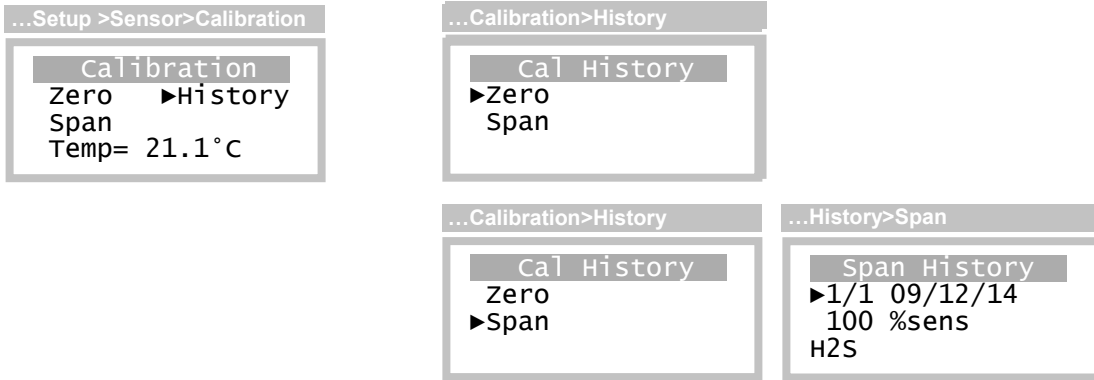 …Setup >Sensor>Calibration
Calibration
Zero ►History
Span
Temp= 21.1°C
…Calibration>History
Cal History
►Zero
Span
…Calibration>History
Cal History
Zero
►Span
…History>Span
Span History
►1/1 09/12/14
100 %sens
H2S